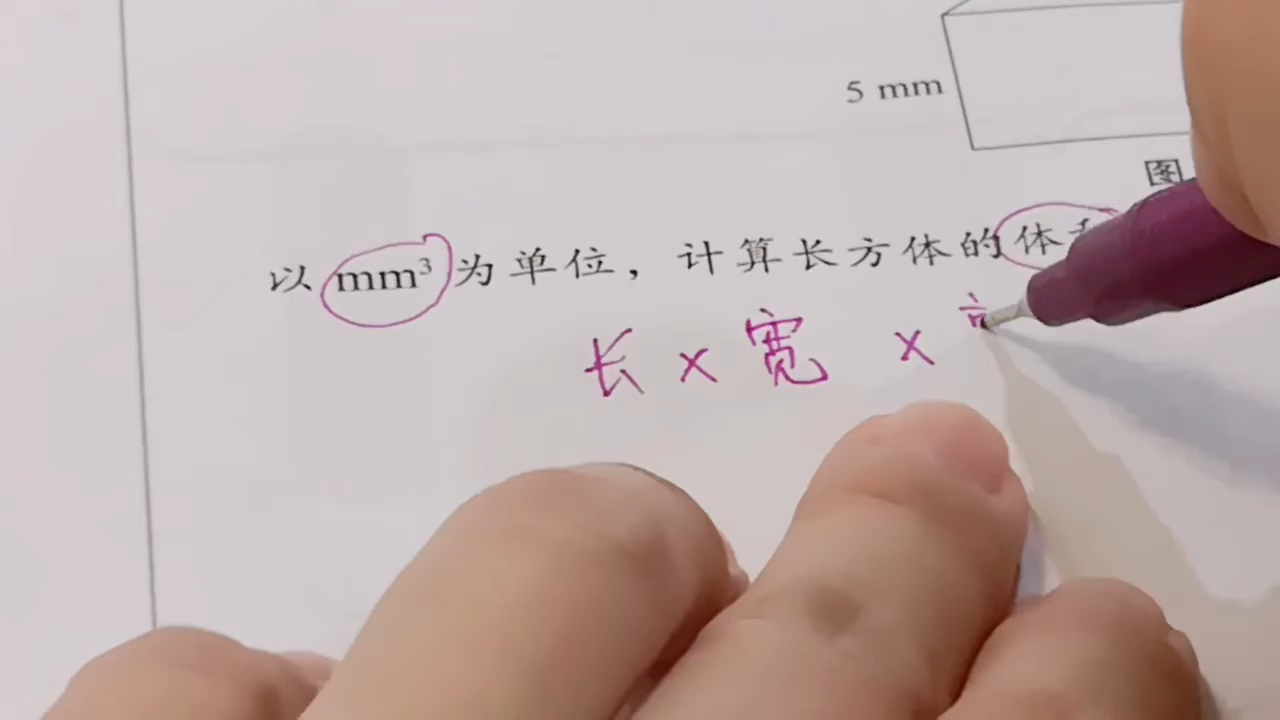 5 mm
图
以 mm³ 为单位，计算长方体的体
长 × 宽 ×